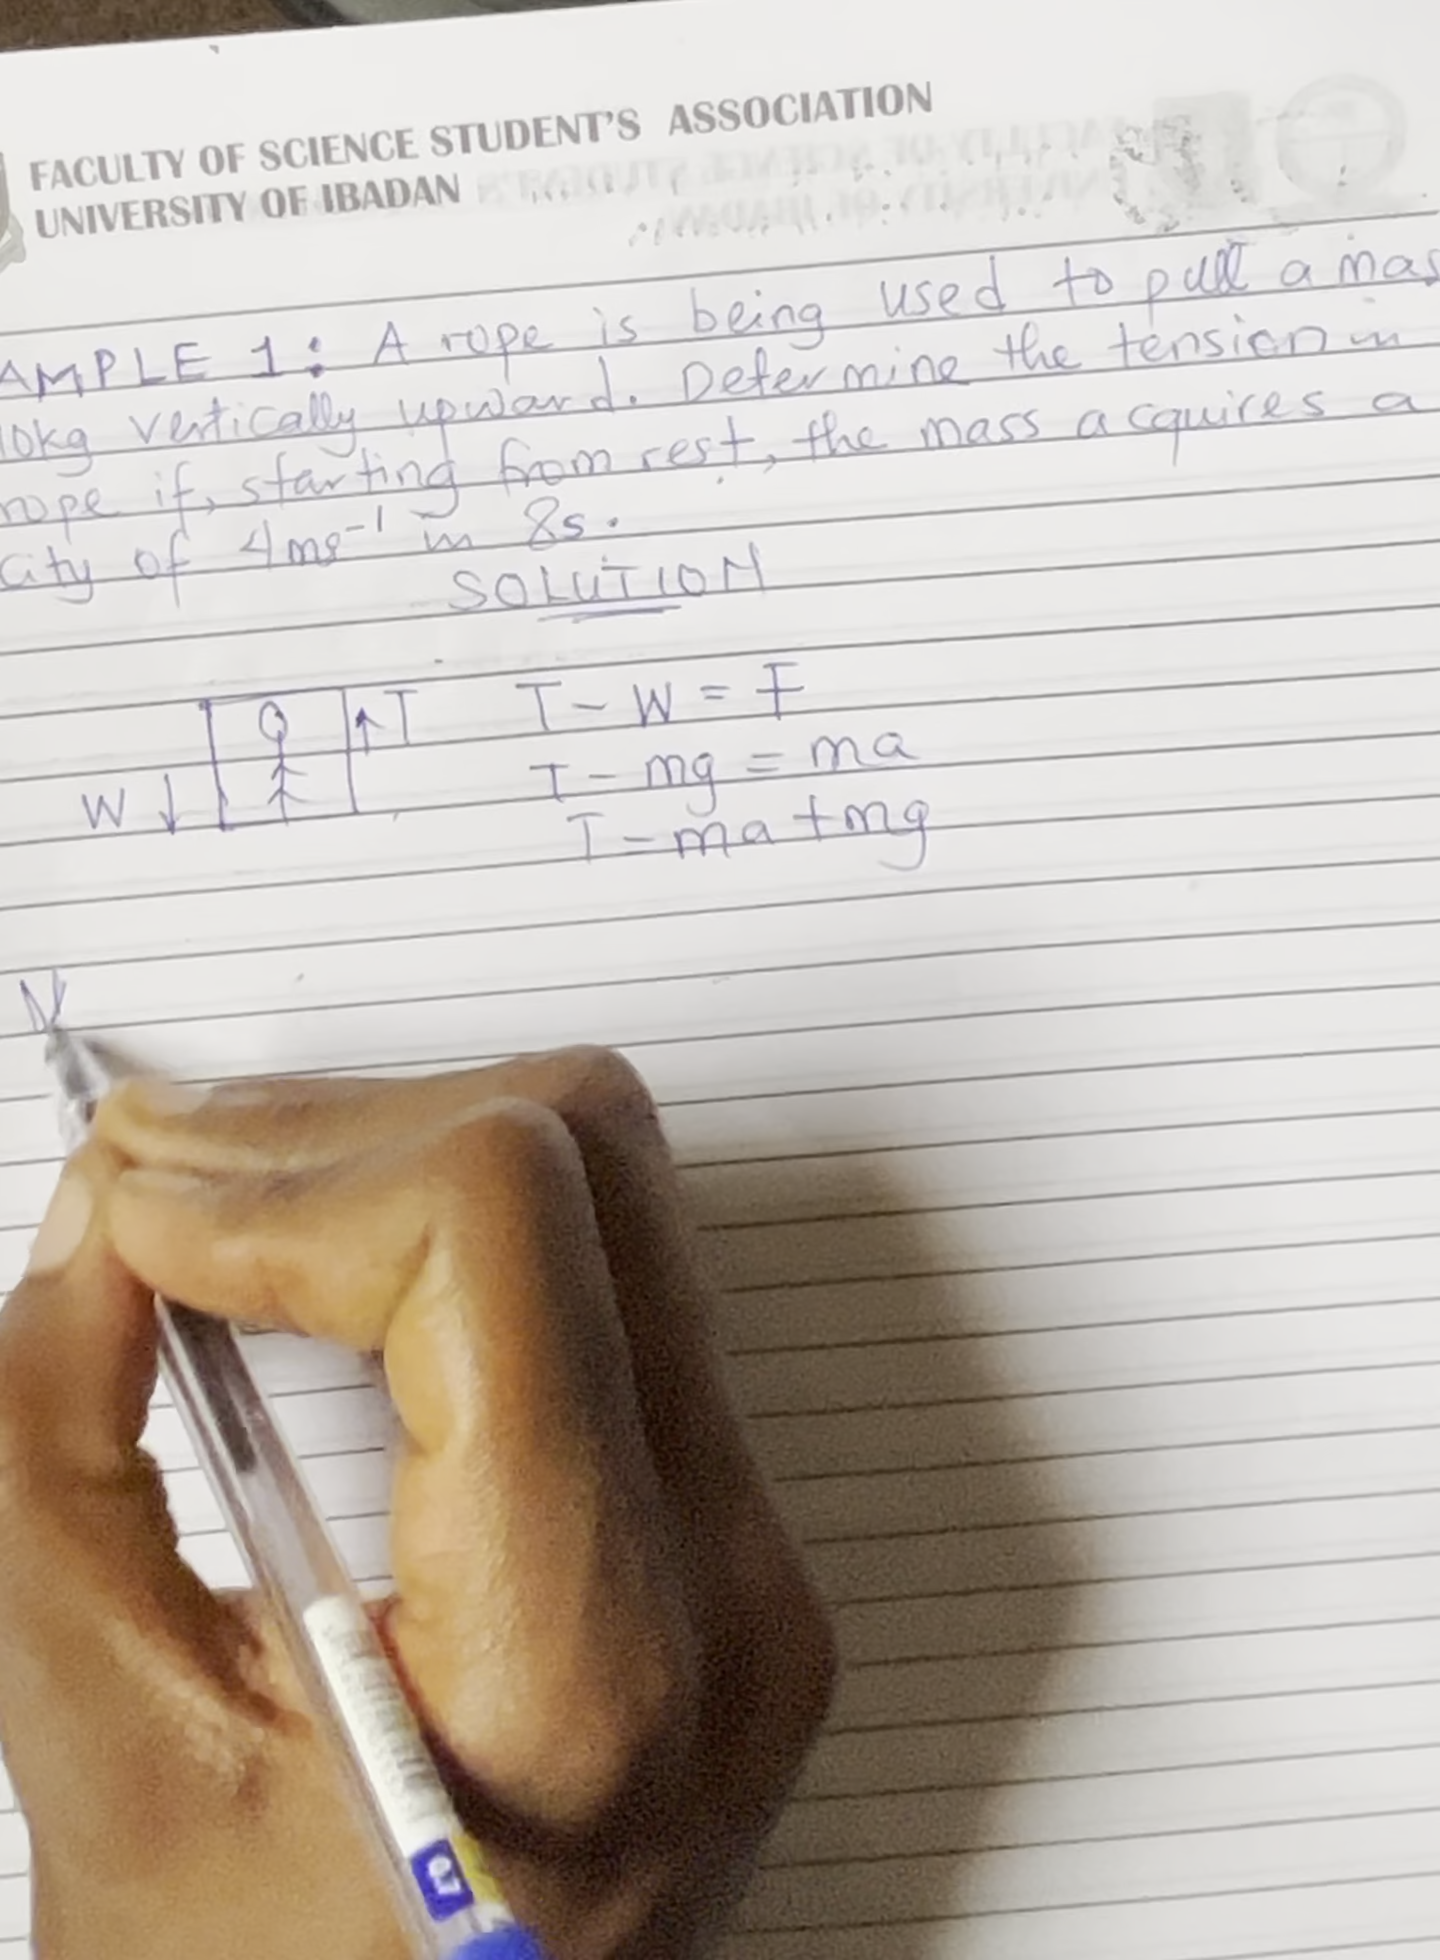 FACULTY OF SCIENCE STUDENT'S ASSOCIATION
UNIVERSITY OF IBADAN
AMPLE 1: A rope is being used to pull a mas
10kg vertically upward. Determine the tension in
rope if, starting from rest, the mass acquires a
city of 4ms⁻¹ in 8s.
SOLUTION
T T - W = F
W T - mg = ma
T - ma + mg
N
0.7